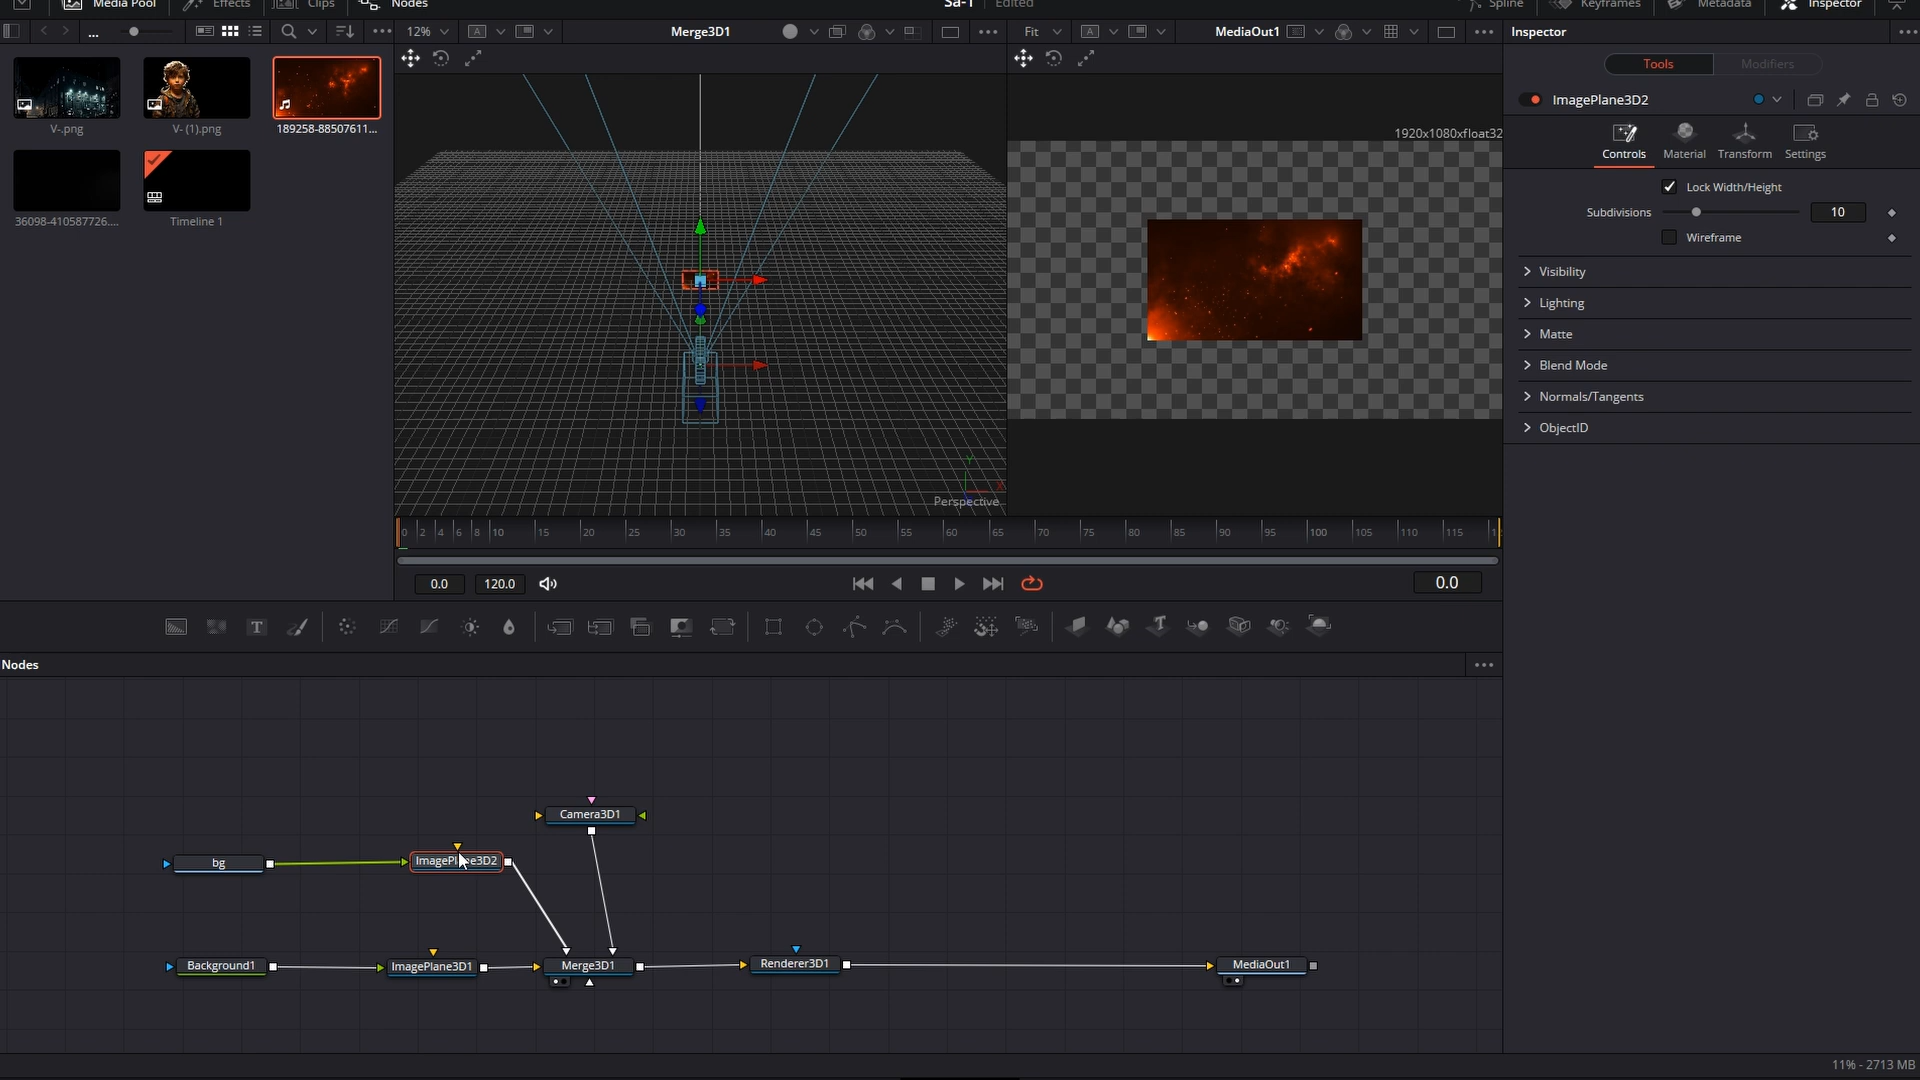 Media Pool
Effects
Clips
Nodes
Sa-1
Edited
Spline
Keyframes
Metadata
Inspector
...
12%
Merge3D1
Fit
MediaOut1
Inspector
Tools
Modifiers
ImagePlane3D2
Controls
Material
Transform
Settings
V-.png
V- (1).png
189258-88507611...
36098-410587726....
Timeline 1
1920x1080xfloat32
Lock Width/Height
Subdivisions
10
Wireframe
Visibility
Lighting
Matte
Blend Mode
Normals/Tangents
ObjectID
Y
X
Perspective
0 2 4 6 8 10 15 20 25 30 35 40 45 50 55 60 65 70 75 80 85 90 95 100 105 110 115 1
0.0
120.0
0.0
T
Nodes
Camera3D1
bg
ImagePlane3D2
Background1
ImagePlane3D1
Merge3D1
Renderer3D1
MediaOut1
11% - 2713 MB